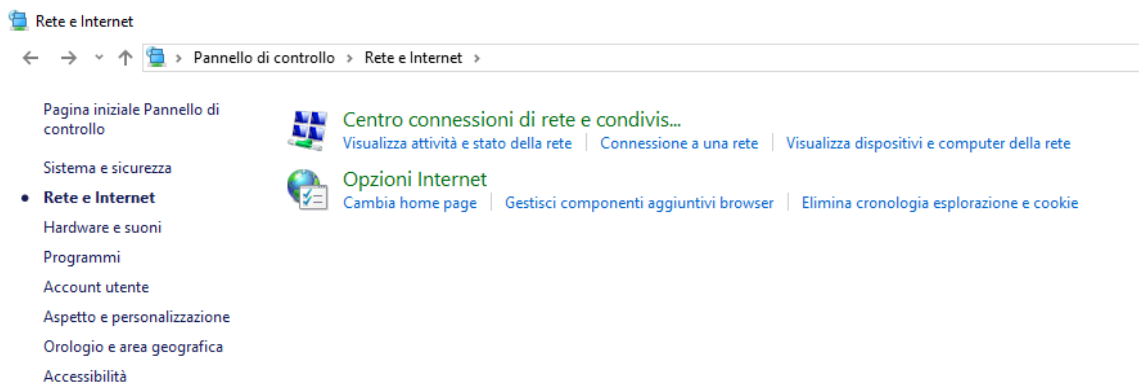 Rete e Internet
Pannello di controllo > Rete e Internet >
Pagina iniziale Pannello di
controllo
Sistema e sicurezza
Rete e Internet
Hardware e suoni
Programmi
Account utente
Aspetto e personalizzazione
Orologio e area geografica
Accessibilità
Centro connessioni di rete e condivis...
Visualizza attività e stato della rete | Connessione a una rete | Visualizza dispositivi e computer della rete
Opzioni Internet
Cambia home page | Gestisci componenti aggiuntivi browser | Elimina cronologia esplorazione e cookie